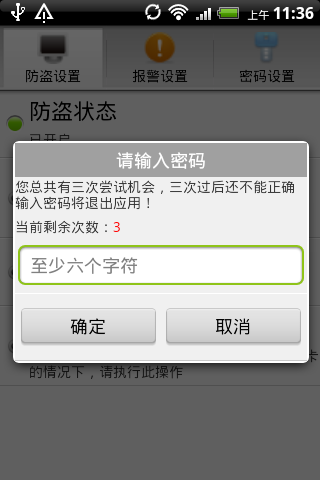 上午 11:36
防盗设置 报警设置 密码设置
防盗状态
已开启
请输入密码
您总共有三次尝试机会，三次过后还不能正确
输入密码将退出应用！
当前剩余次数：3
至少六个字符
确定 取消
卡
的情况下，请执行此操作